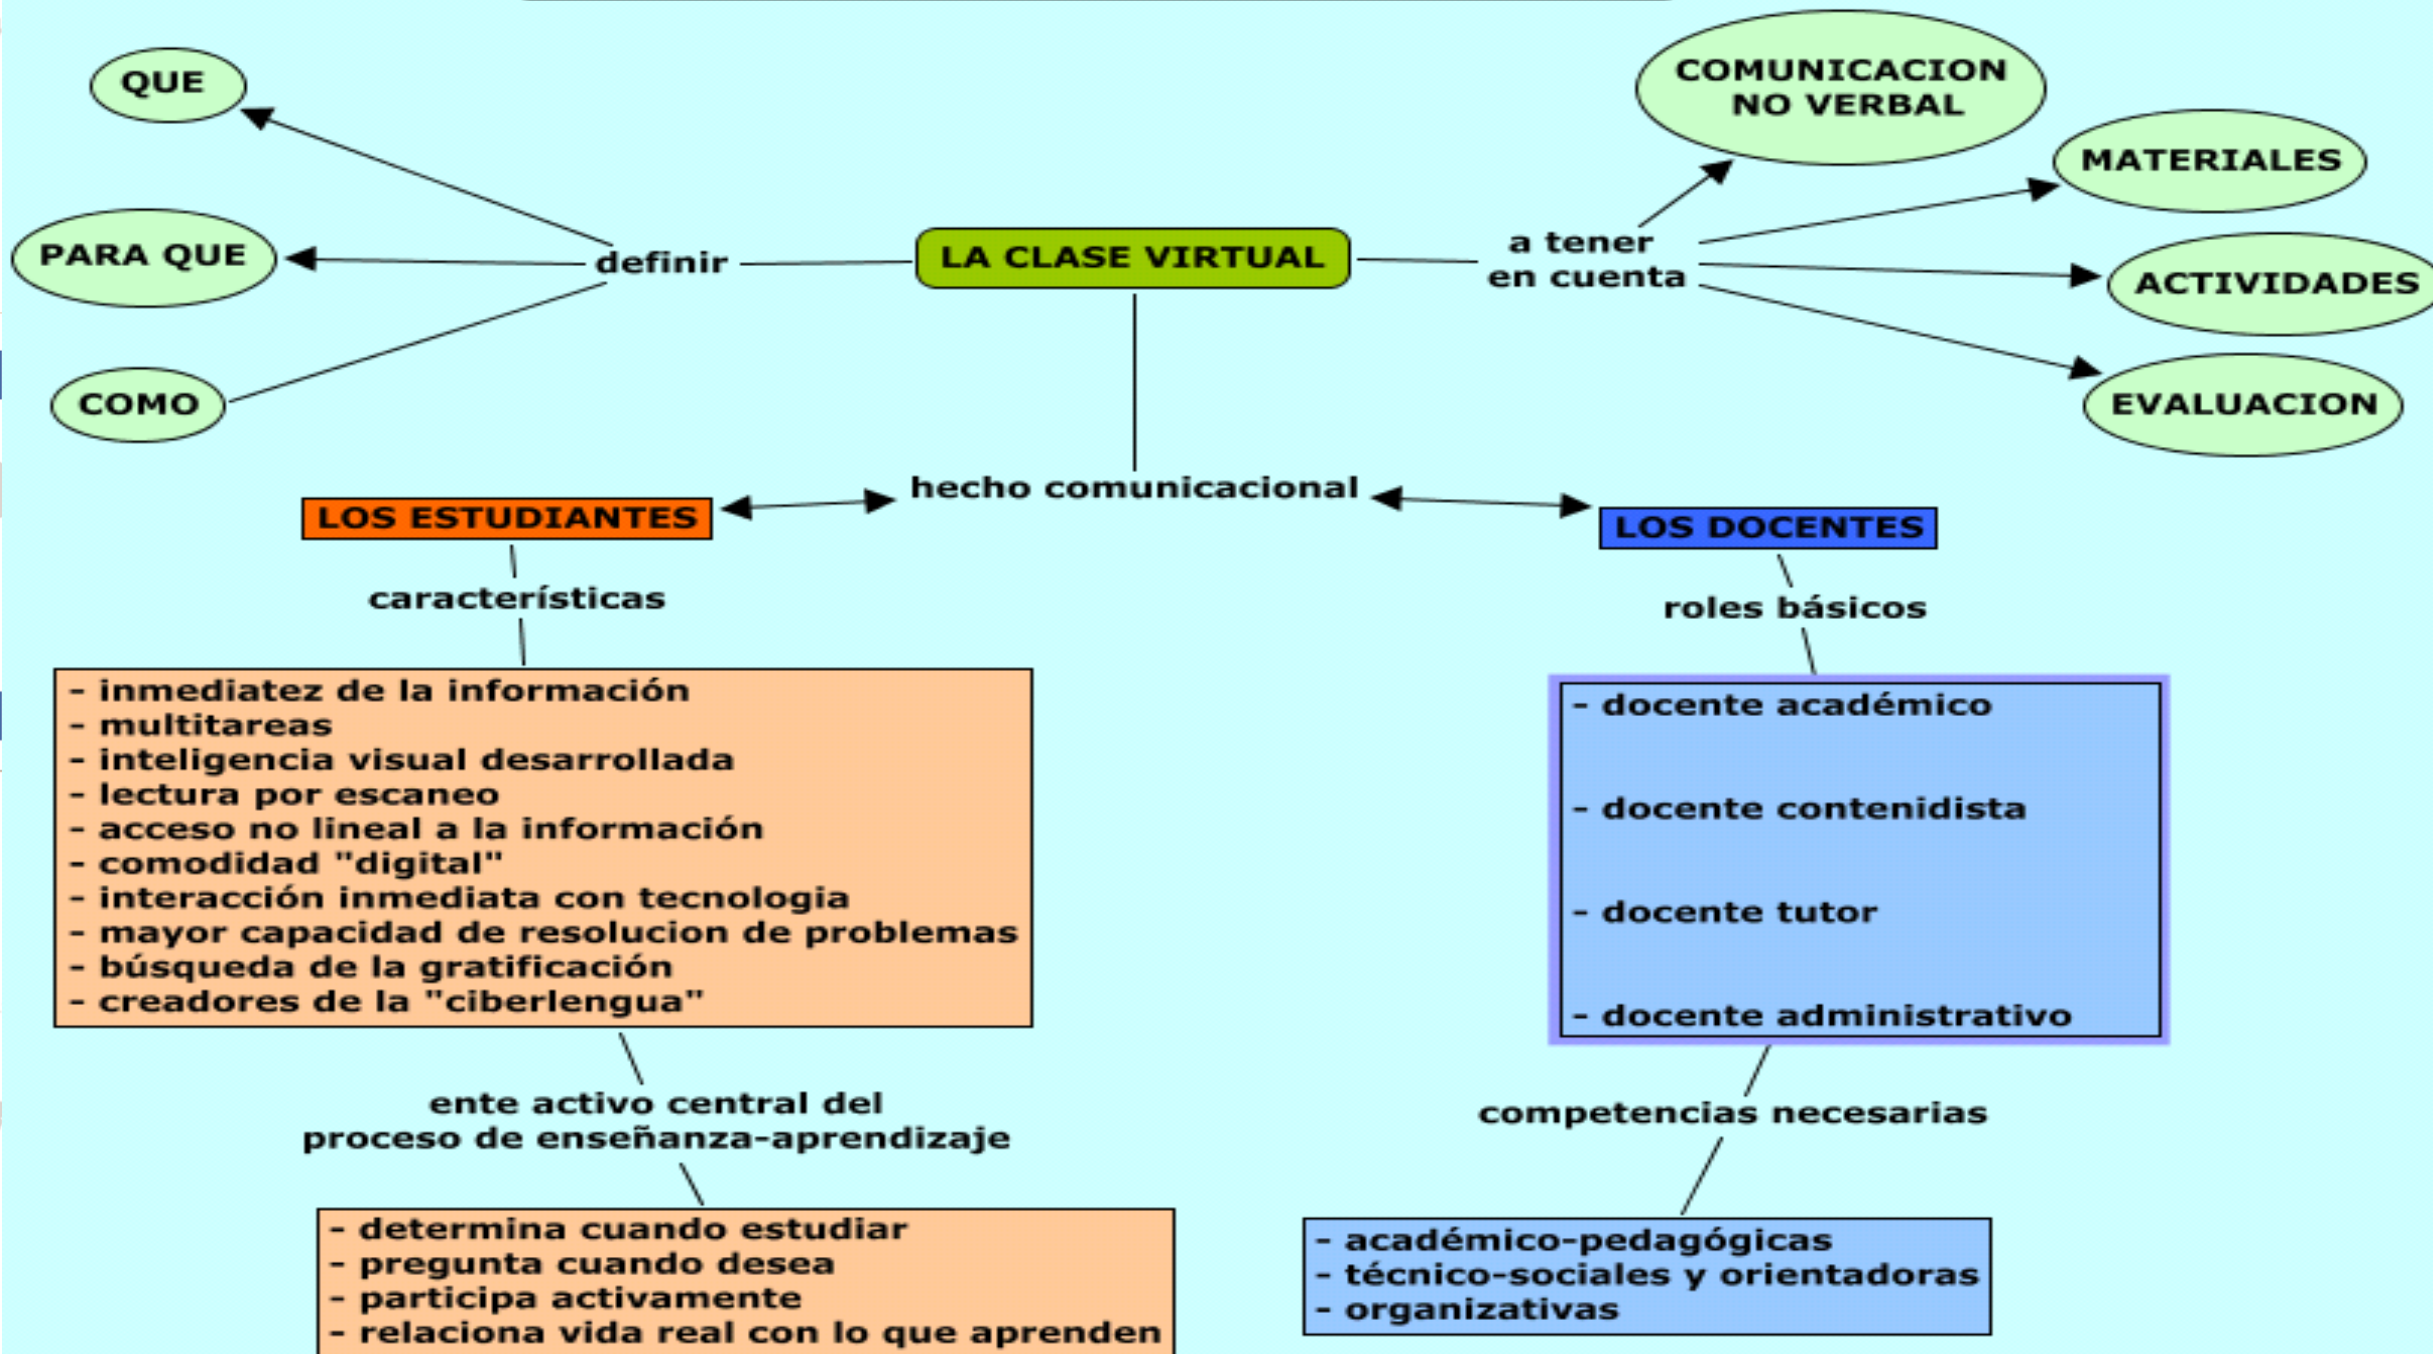 QUE
PARA QUE
COMO
definir
LA CLASE VIRTUAL
a tener
en cuenta
COMUNICACION
NO VERBAL
MATERIALES
ACTIVIDADES
EVALUACION
hecho comunicacional
LOS ESTUDIANTES
características
- inmediatez de la información
- multitareas
- inteligencia visual desarrollada
- lectura por escaneo
- acceso no lineal a la información
- comodidad "digital"
- interacción inmediata con tecnologia
- mayor capacidad de resolucion de problemas
- búsqueda de la gratificación
- creadores de la "ciberlengua"
ente activo central del
proceso de enseñanza-aprendizaje
- determina cuando estudiar
- pregunta cuando desea
- participa activamente
- relaciona vida real con lo que aprenden
LOS DOCENTES
roles básicos
- docente académico
- docente contenidista
- docente tutor
- docente administrativo
competencias necesarias
- académico-pedagógicas
- técnico-sociales y orientadoras
- organizativas